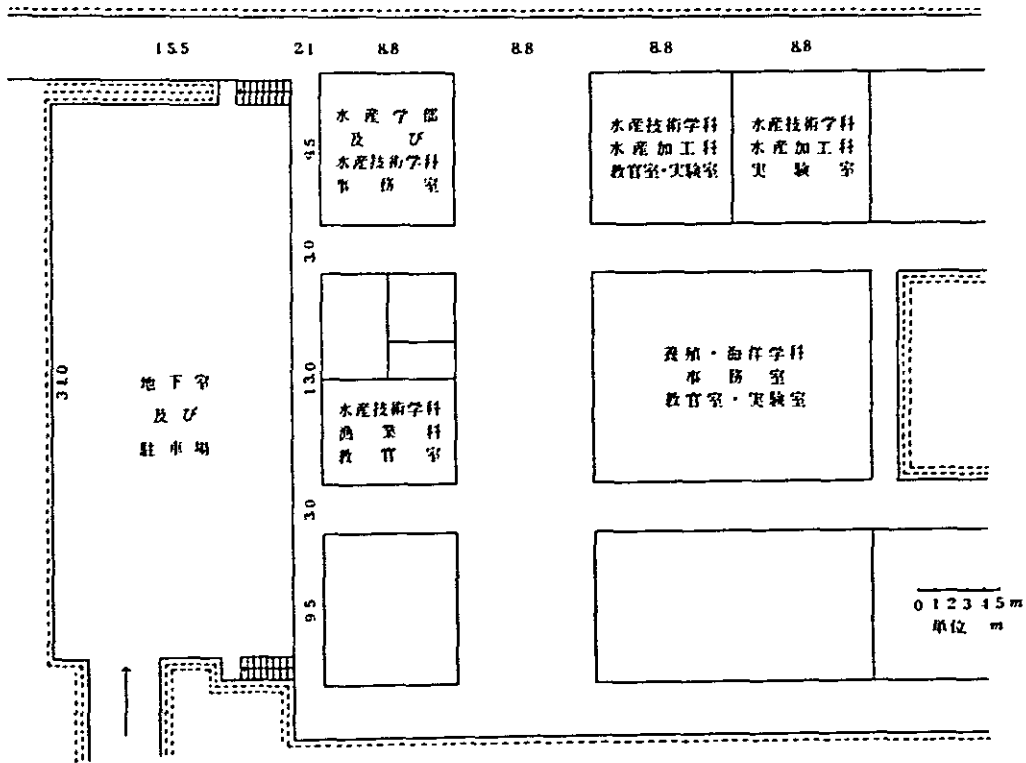 15.5 2.1 8.8 8.8 8.8 8.8
水産学部
及び
水産技術学科
事務室
水産技術学科
水産加工科
教官室・実験室
水産技術学科
水産加工科
実験室
9.5
3.0
31.0
地下室
及び
駐車場
13.0
水産技術学科
漁業科
教官室
養殖・海洋学科
事務室
教官室・実験室
3.0
9.5
0 1 2 3 4 5 m
単位 m